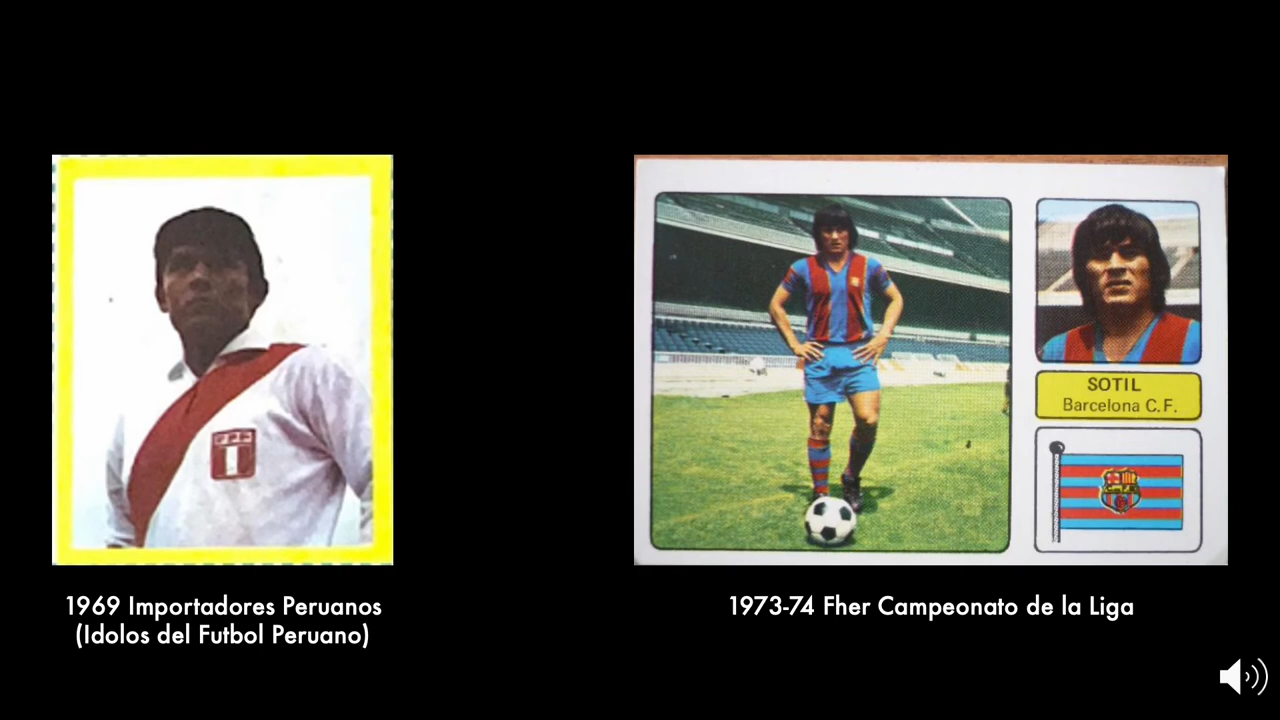 SOTIL
Barcelona C.F.
1969 Importadores Peruanos
(Idolos del Futbol Peruano)
1973-74 Fher Campeonato de la Liga